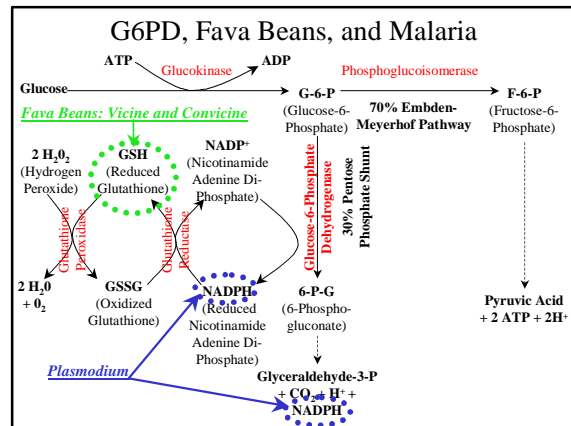 G6PD, Fava Beans, and Malaria
ATP
ADP
Glucokinase
Phosphoglucoisomerase
Glucose
G-6-P
(Glucose-6-
Phosphate)
F-6-P
(Fructose-6-
Phosphate)
70% Embden-
Meyerhof Pathway
Fava Beans: Vicine and Convicine
2 H₂0₂
(Hydrogen
Peroxide)
GSH
(Reduced
Glutathione)
NADP⁺
(Nicotinamide
Adenine Di-
Phosphate)
Glutathione
Peroxidase
Glutathione
Reductase
Glucose-6-Phosphate
Dehydrogenase
30% Pentose
Phosphate Shunt
2 H₂0
+ 0₂
GSSG
(Oxidized
Glutathione)
NADPH
(Reduced
Nicotinamide
Adenine Di-
Phosphate)
6-P-G
(6-Phospho-
gluconate)
Pyruvic Acid
+ 2 ATP + 2H⁺
Plasmodium
Glyceraldehyde-3-P
+ CO₂ + H⁺ +
NADPH